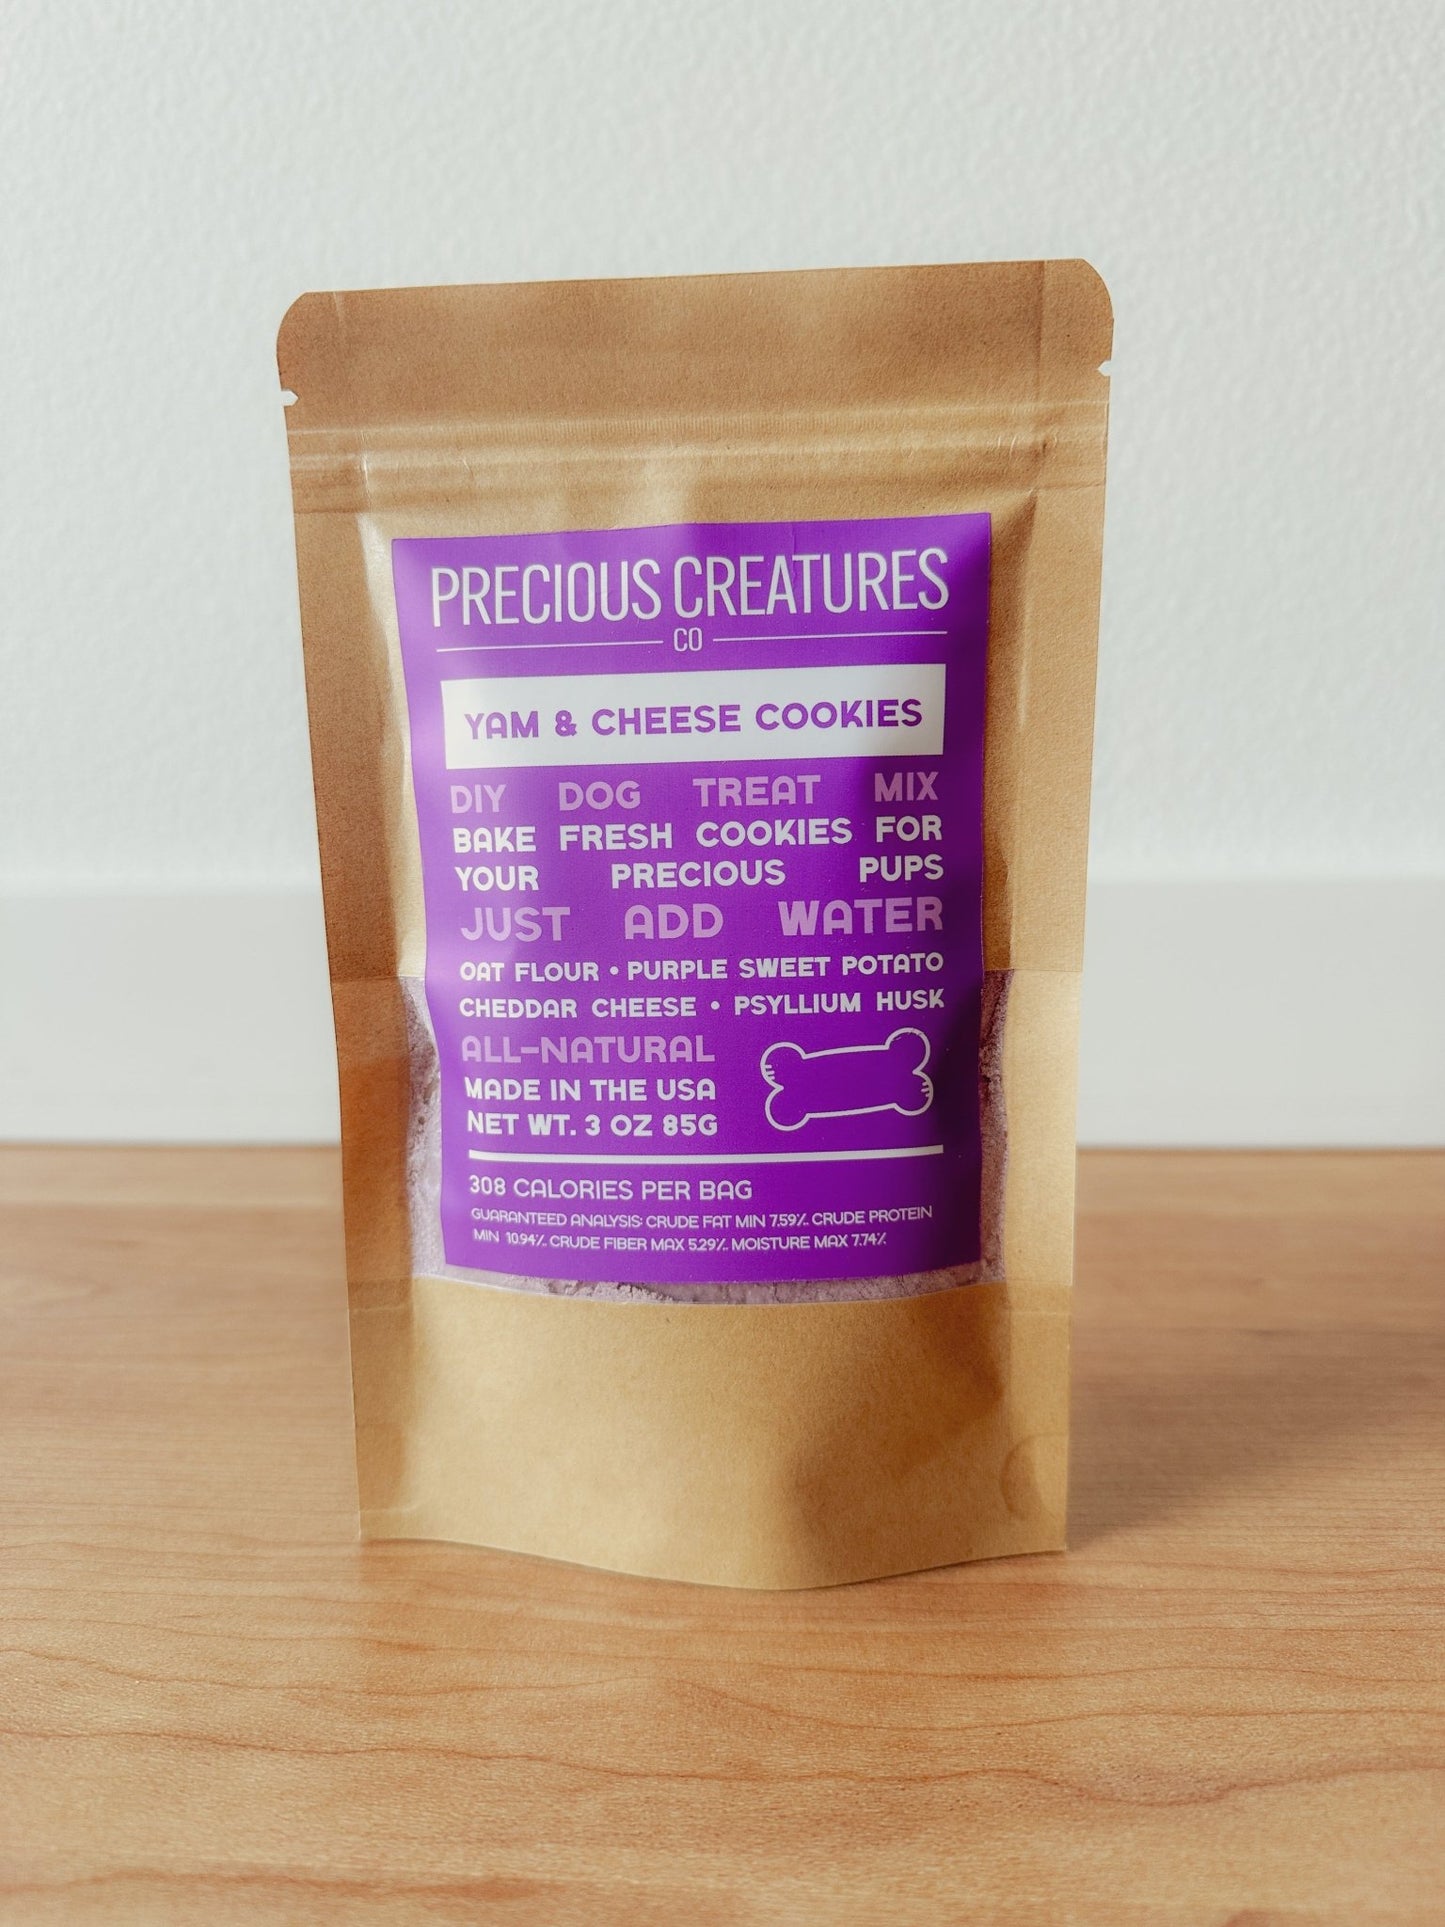 PRECIOUS CREATURES
CO
YAM & CHEESE COOKIES
DIY DOG TREAT MIX
BAKE FRESH COOKIES FOR
YOUR PRECIOUS PUPS
JUST ADD WATER
OAT FLOUR • PURPLE SWEET POTATO
CHEDDAR CHEESE • PSYLLIUM HUSK
ALL-NATURAL
MADE IN THE USA
NET WT. 3 OZ 85G
308 CALORIES PER BAG
GUARANTEED ANALYSIS: CRUDE FAT MIN 7.59%. CRUDE PROTEIN
MIN 10.94%. CRUDE FIBER MAX 5.29%. MOISTURE MAX 7.74%